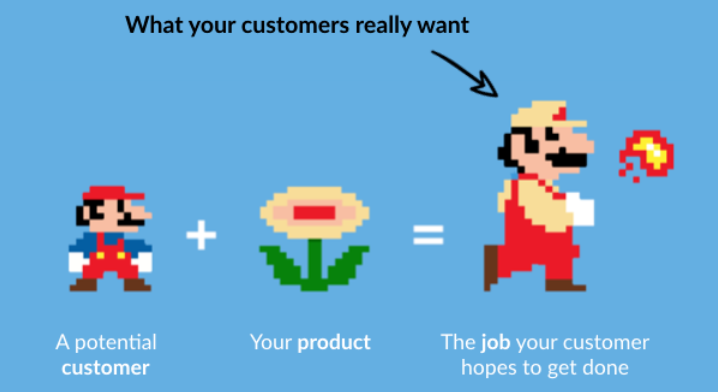 What your customers really want
+
=
A potential
customer
Your product
The job your customer
hopes to get done